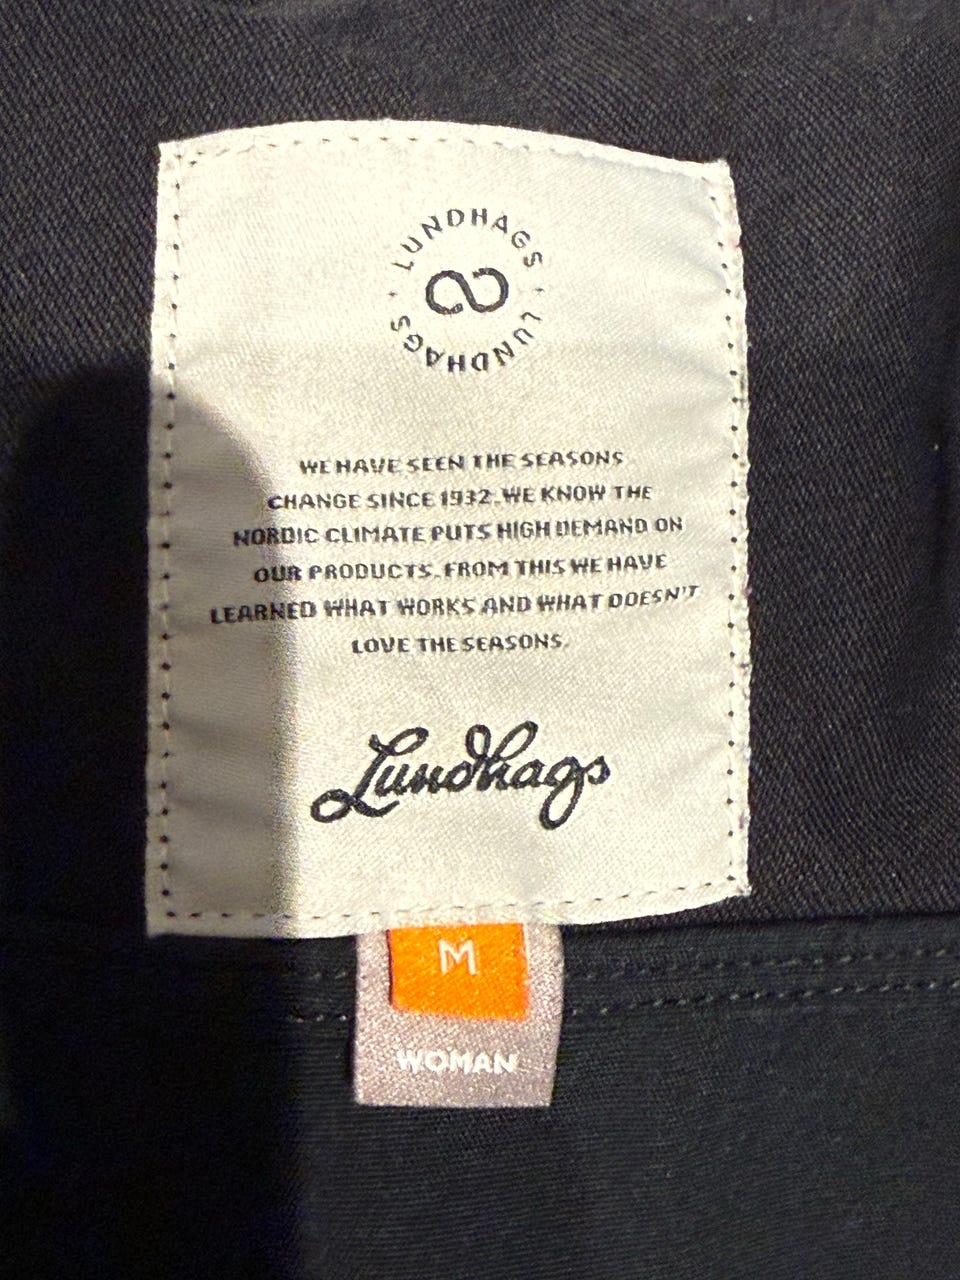 LUNDHAGS · LUNDHAGS ·
WE HAVE SEEN THE SEASONS
CHANGE SINCE 1932. WE KNOW THE
NORDIC CLIMATE PUTS HIGH DEMAND ON
OUR PRODUCTS. FROM THIS WE HAVE
LEARNED WHAT WORKS AND WHAT DOESN'T
LOVE THE SEASONS.
Lundhags
M
WOMAN